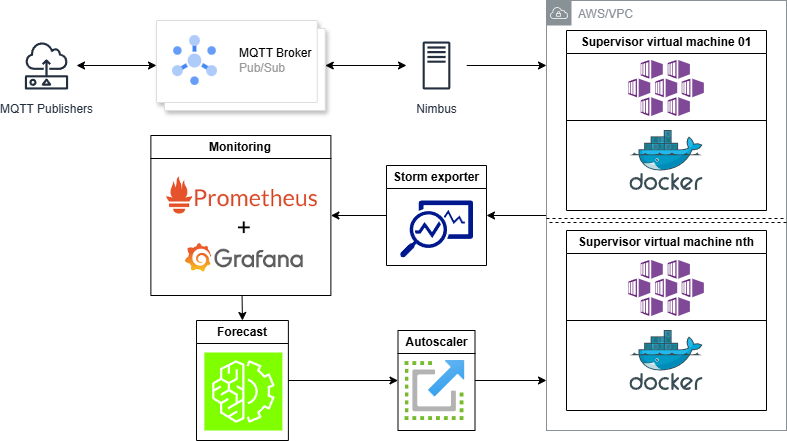 AWS/VPC
MQTT Broker
Pub/Sub
MQTT Publishers
Nimbus
Supervisor virtual machine 01
docker
Monitoring
Prometheus
+
Grafana
Storm exporter
Supervisor virtual machine nth
docker
Forecast
Autoscaler